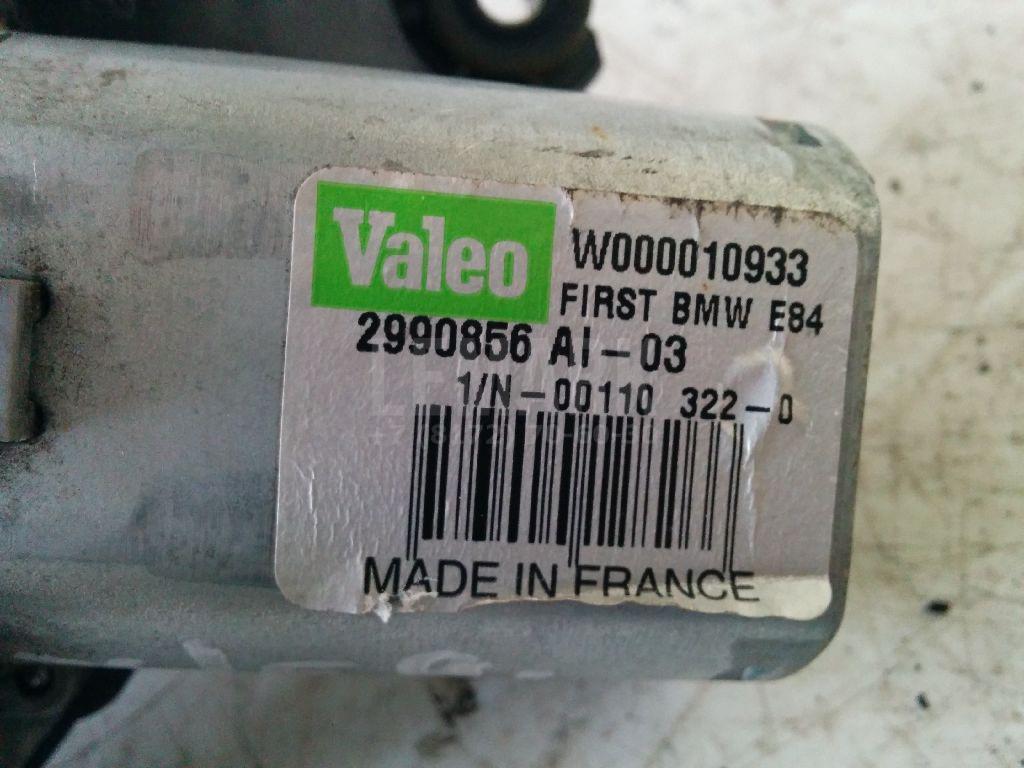 Valeo
W000010933
FIRST BMW E84
2990856 AI-03
1/N-00110 322-0
MADE IN FRANCE